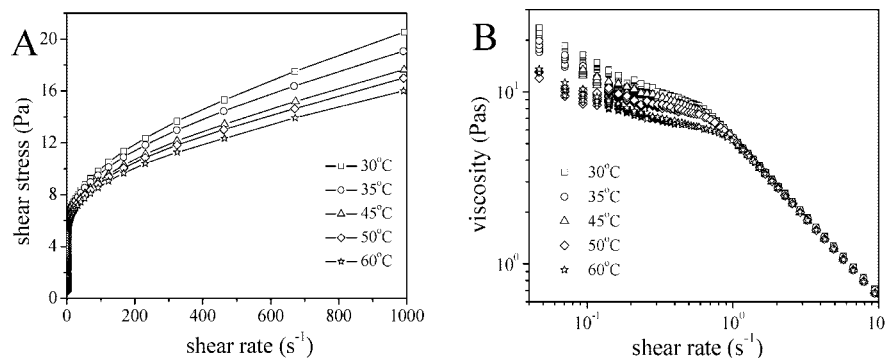 A
shear stress (Pa)
20
16
12
8
4
0
0
200
400
600
800
1000
shear rate (s⁻¹)
30°C
35°C
45°C
50°C
60°C
B
viscosity (Pas)
10¹
10⁰
10⁻¹
10⁰
10
shear rate (s⁻¹)
30°C
35°C
45°C
50°C
60°C